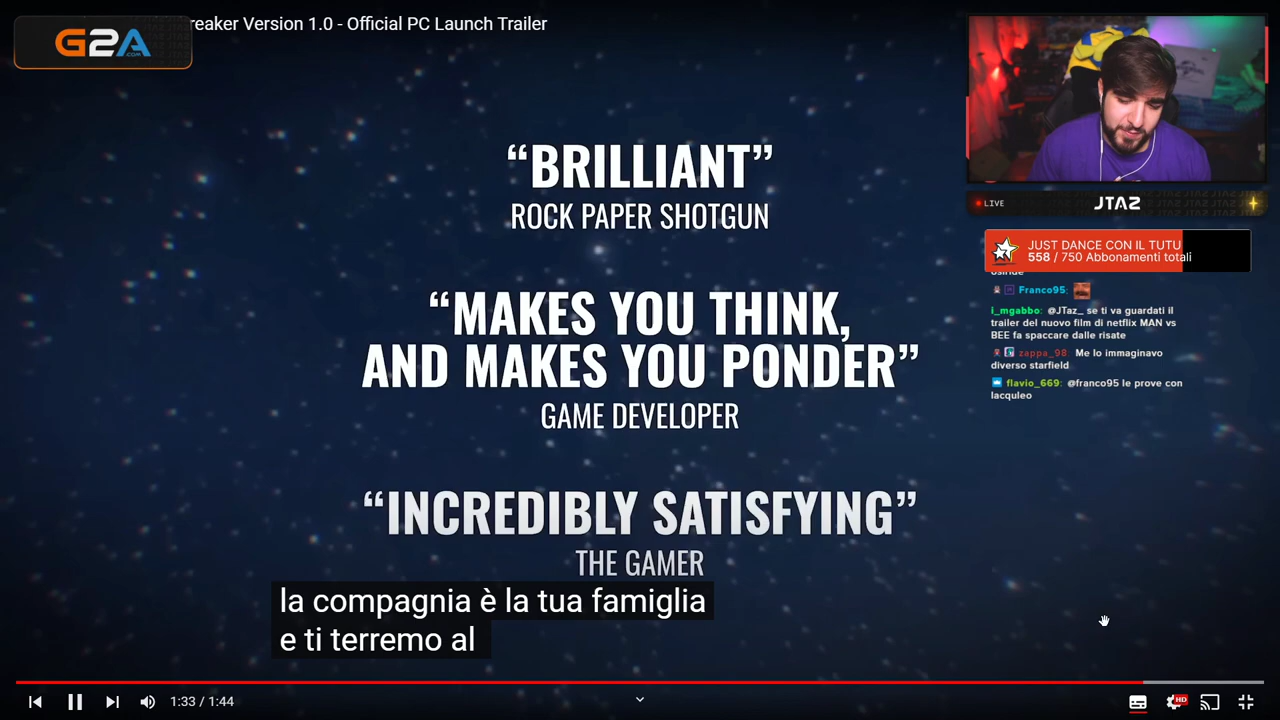 reaker Version 1.0 - Official PC Launch Trailer
G2A
.COM
“BRILLIANT”
ROCK PAPER SHOTGUN
“MAKES YOU THINK,
AND MAKES YOU PONDER”
GAME DEVELOPER
“INCREDIBLY SATISFYING”
THE GAMER
la compagnia è la tua famiglia
e ti terremo al
1:33 / 1:44
HD
LIVE
JTAZ
JUST DANCE CON IL TUTU
558 / 750 Abbonamenti totali
Franco95:
i_mgabbo: @JTaz_ se ti va guardati il
trailer del nuovo film di netflix MAN vs
BEE fa spaccare dalle risate
zappa_98: Me lo immaginavo
diverso starfield
flavio_669: @franco95 le prove con
lacquleo